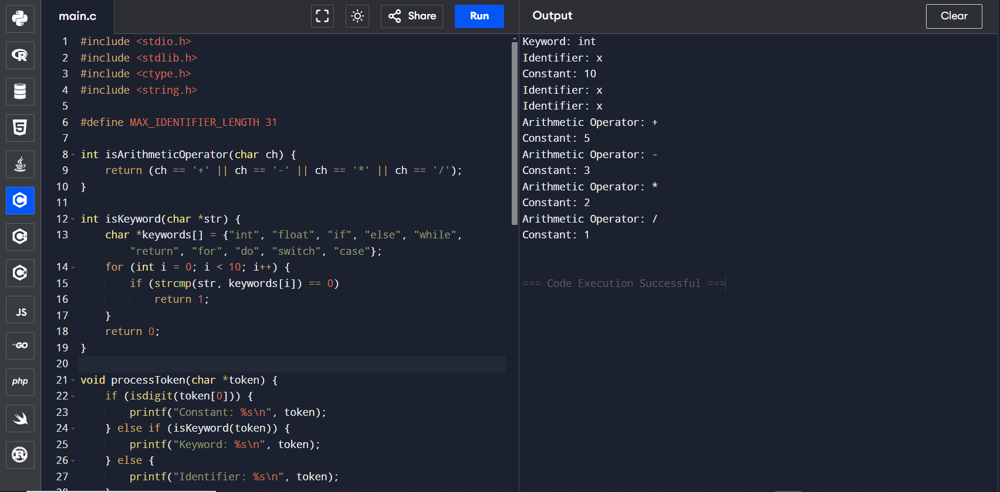 main.c
Share
Run
Output
Clear
JS
GO
php
1 #include <stdio.h>
2 #include <stdlib.h>
3 #include <ctype.h>
4 #include <string.h>
5
6 #define MAX_IDENTIFIER_LENGTH 31
7
8 int isArithmeticOperator(char ch) {
9     return (ch == '+' || ch == '-' || ch == '*' || ch == '/');
10 }
11
12 int isKeyword(char *str) {
13     char *keywords[] = {"int", "float", "if", "else", "while",
        "return", "for", "do", "switch", "case"};
14     for (int i = 0; i < 10; i++) {
15         if (strcmp(str, keywords[i]) == 0)
16             return 1;
17     }
18     return 0;
19 }
20
21 void processToken(char *token) {
22     if (isdigit(token[0])) {
23         printf("Constant: %s\n", token);
24     } else if (isKeyword(token)) {
25         printf("Keyword: %s\n", token);
26     } else {
27         printf("Identifier: %s\n", token);
28     }
Keyword: int
Identifier: x
Constant: 10
Identifier: x
Identifier: x
Arithmetic Operator: +
Constant: 5
Arithmetic Operator: -
Constant: 3
Arithmetic Operator: *
Constant: 2
Arithmetic Operator: /
Constant: 1
=== Code Execution Successful ===